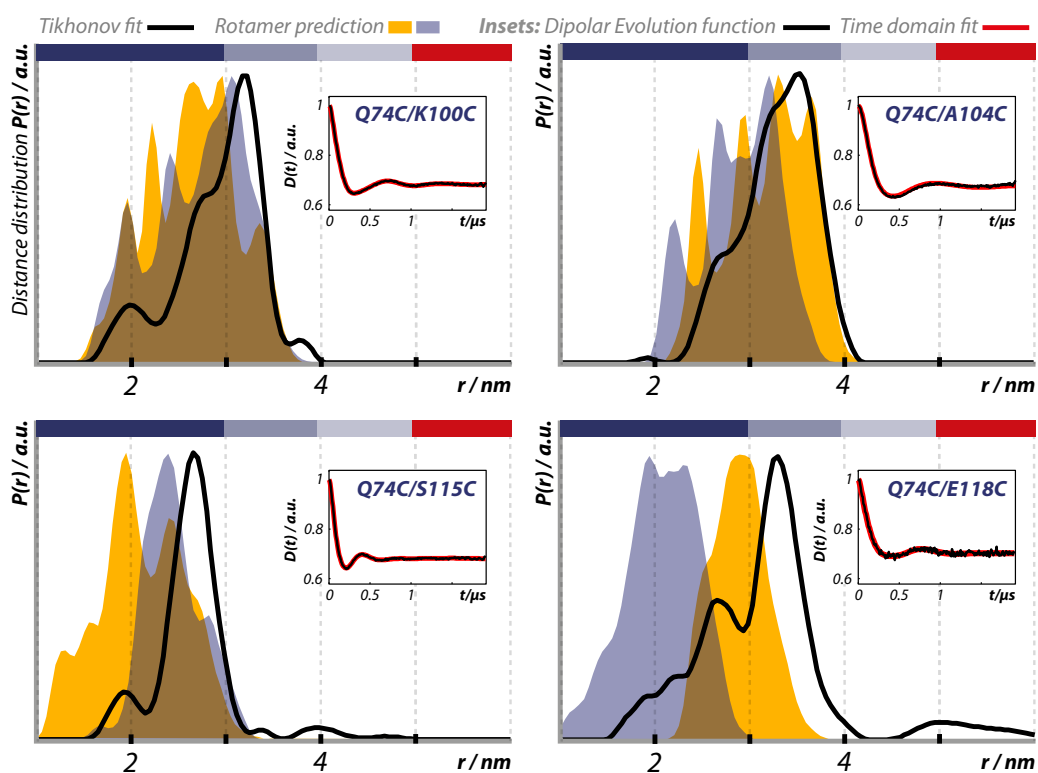 Tikhonov fit Rotamer prediction Insets: Dipolar Evolution function Time domain fit
Distance distribution P(r) / a.u.
Q74C/K100C
D(t) / a.u.
1
0.8
0.6
0 0.5 1 t/μs
2 4 r / nm
P(r) / a.u.
Q74C/A104C
1
0.8
0.6
0 0.5 1 t/μs
2 4 r / nm
P(r) / a.u.
Q74C/S115C
D(t) / a.u.
1
0.8
0.6
0 0.5 1 t/μs
2 4 r / nm
P(r) / a.u.
Q74C/E118C
D(t) / a.u.
1
0.8
0.6
0 0.5 1 t/μs
2 4 r / nm